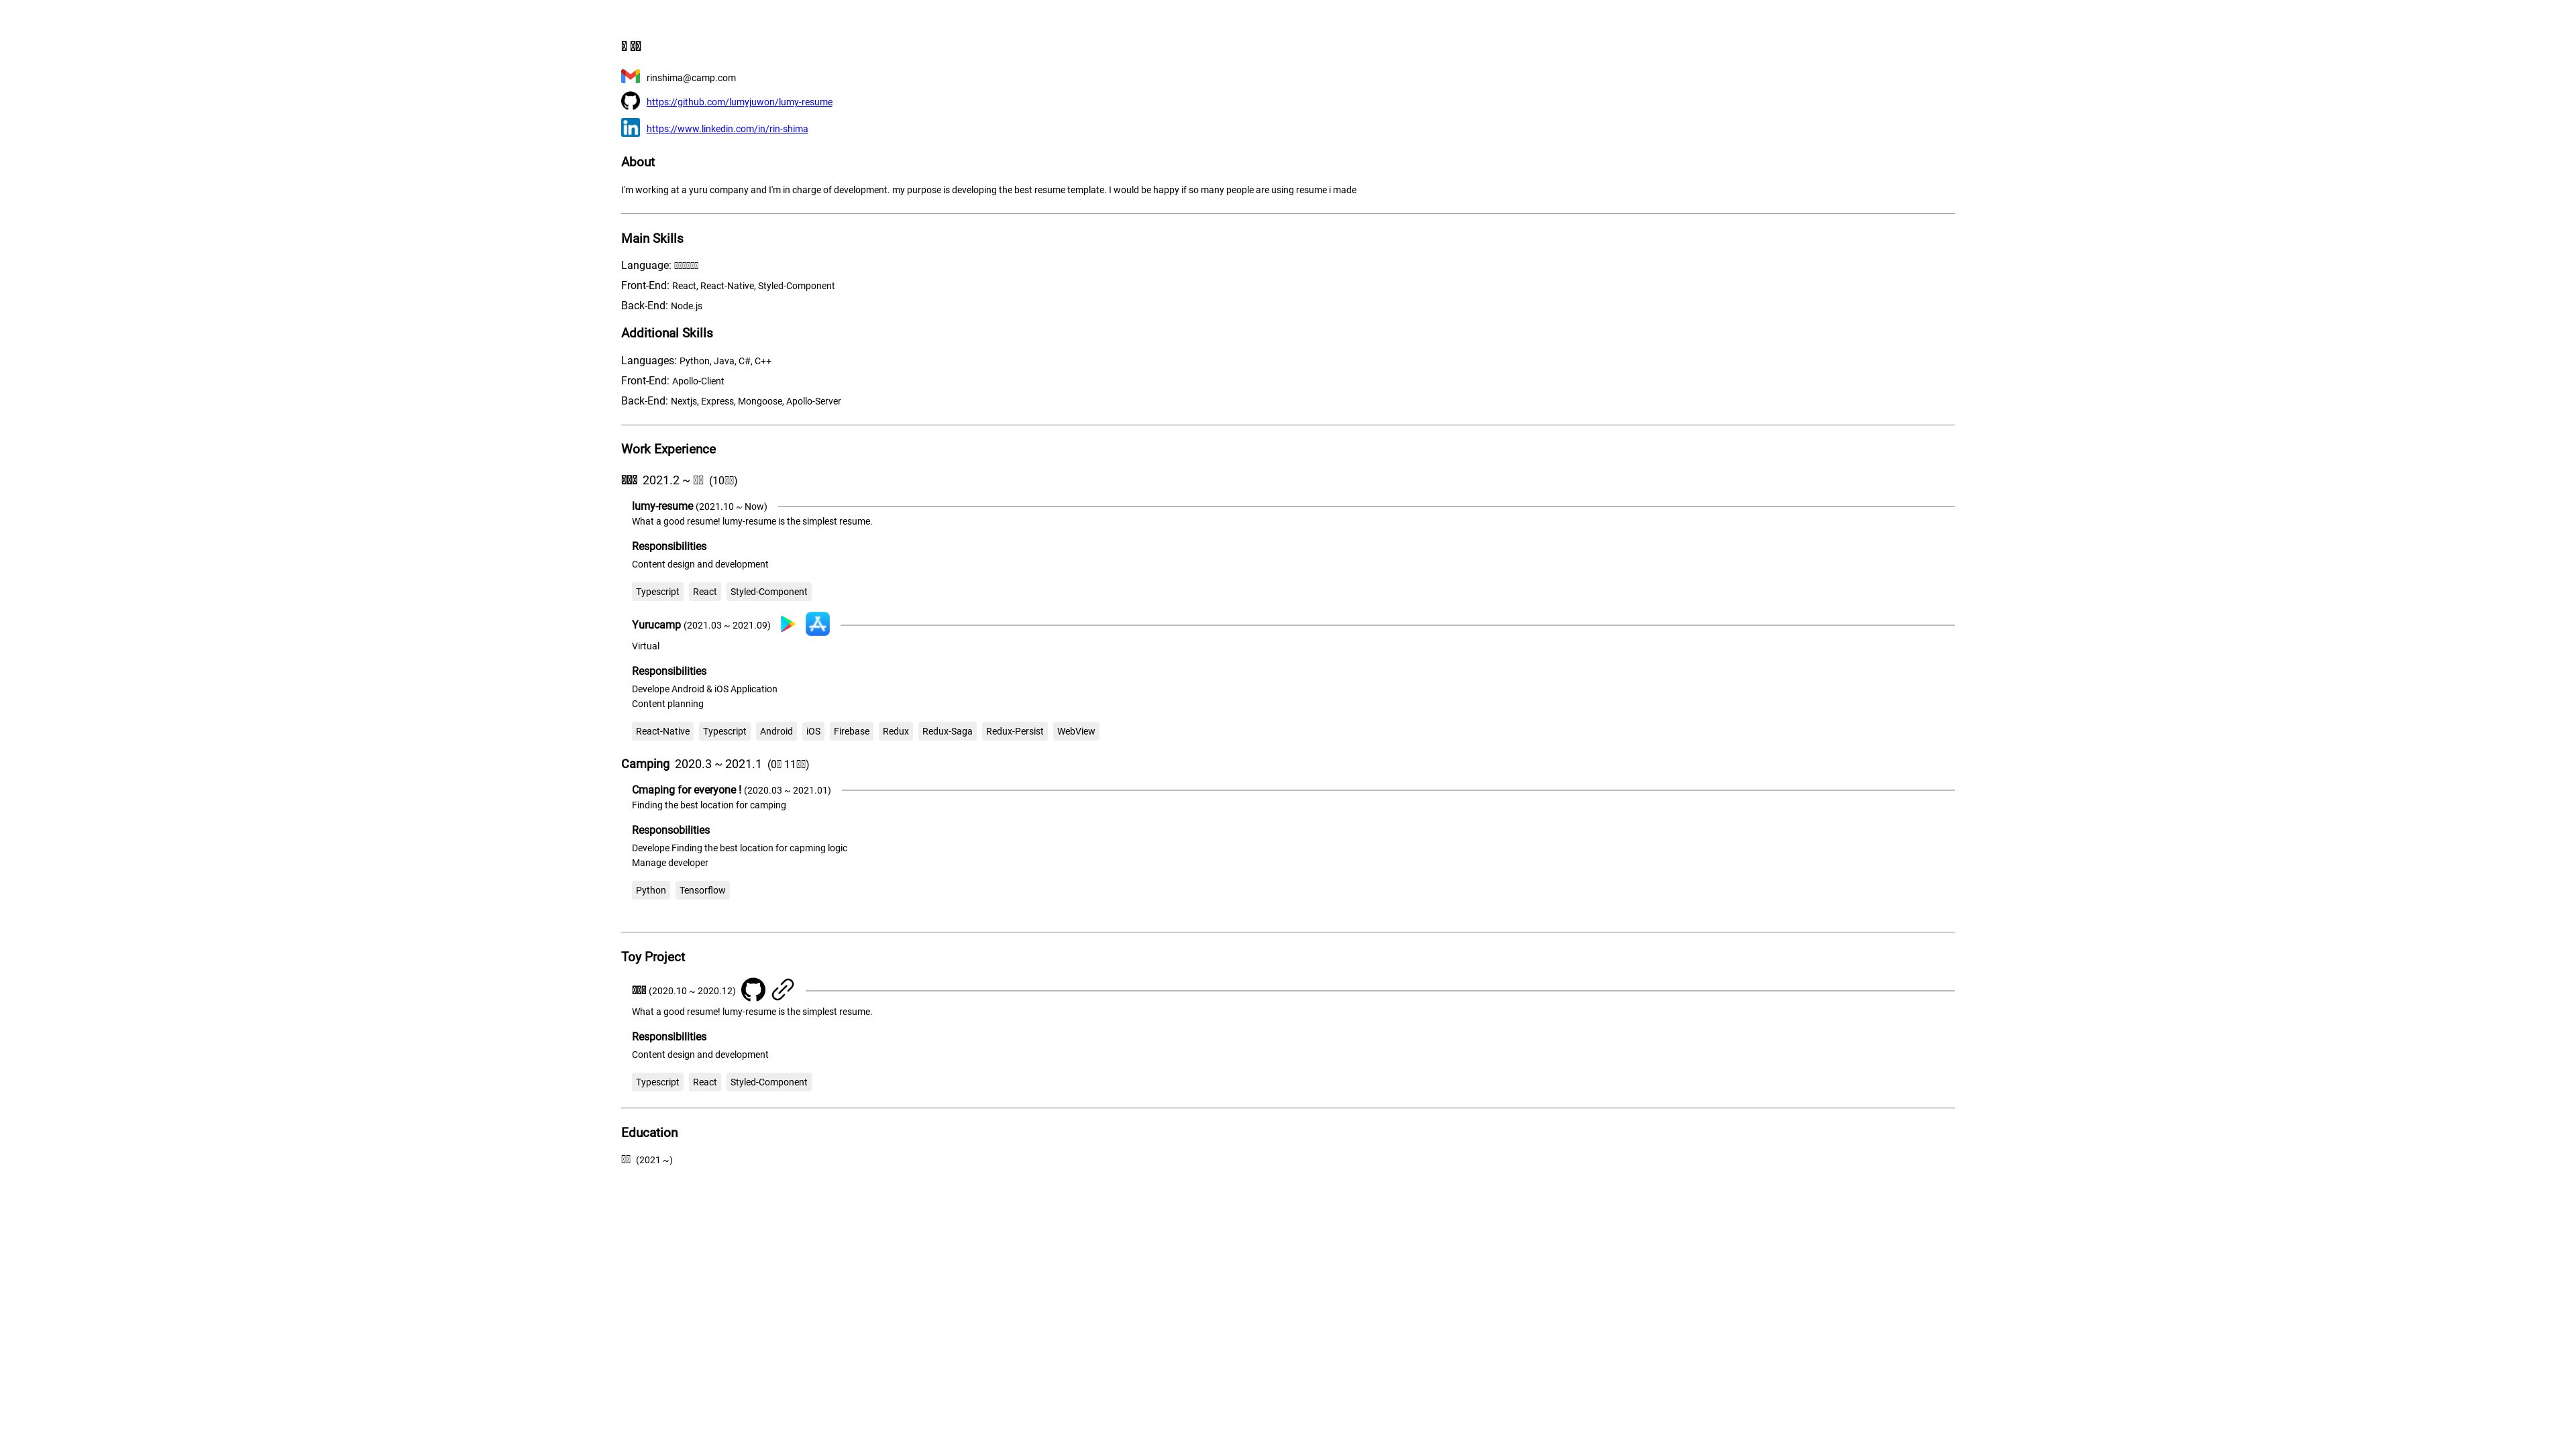 rinshima@camp.com
https://github.com/lumyjuwon/lumy-resume
https://www.linkedin.com/in/rin-shima
About
I'm working at a yuru company and I'm in charge of development. my purpose is developing the best resume template. I would be happy if so many people are using resume i made
Main Skills
Language:
Front-End: React, React-Native, Styled-Component
Back-End: Node.js
Additional Skills
Languages: Python, Java, C#, C++
Front-End: Apollo-Client
Back-End: Nextjs, Express, Mongoose, Apollo-Server
Work Experience
2021.2 ~ (10)
lumy-resume (2021.10 ~ Now)
What a good resume! lumy-resume is the simplest resume.
Responsibilities
Content design and development
Typescript React Styled-Component
Yurucamp (2021.03 ~ 2021.09)
Virtual
Responsibilities
Develope Android & iOS Application
Content planning
React-Native Typescript Android iOS Firebase Redux Redux-Saga Redux-Persist WebView
Camping 2020.3 ~ 2021.1 (0 11)
Cmaping for everyone ! (2020.03 ~ 2021.01)
Finding the best location for camping
Responsobilities
Develope Finding the best location for capming logic
Manage developer
Python Tensorflow
Toy Project
(2020.10 ~ 2020.12)
What a good resume! lumy-resume is the simplest resume.
Responsibilities
Content design and development
Typescript React Styled-Component
Education
(2021 ~)